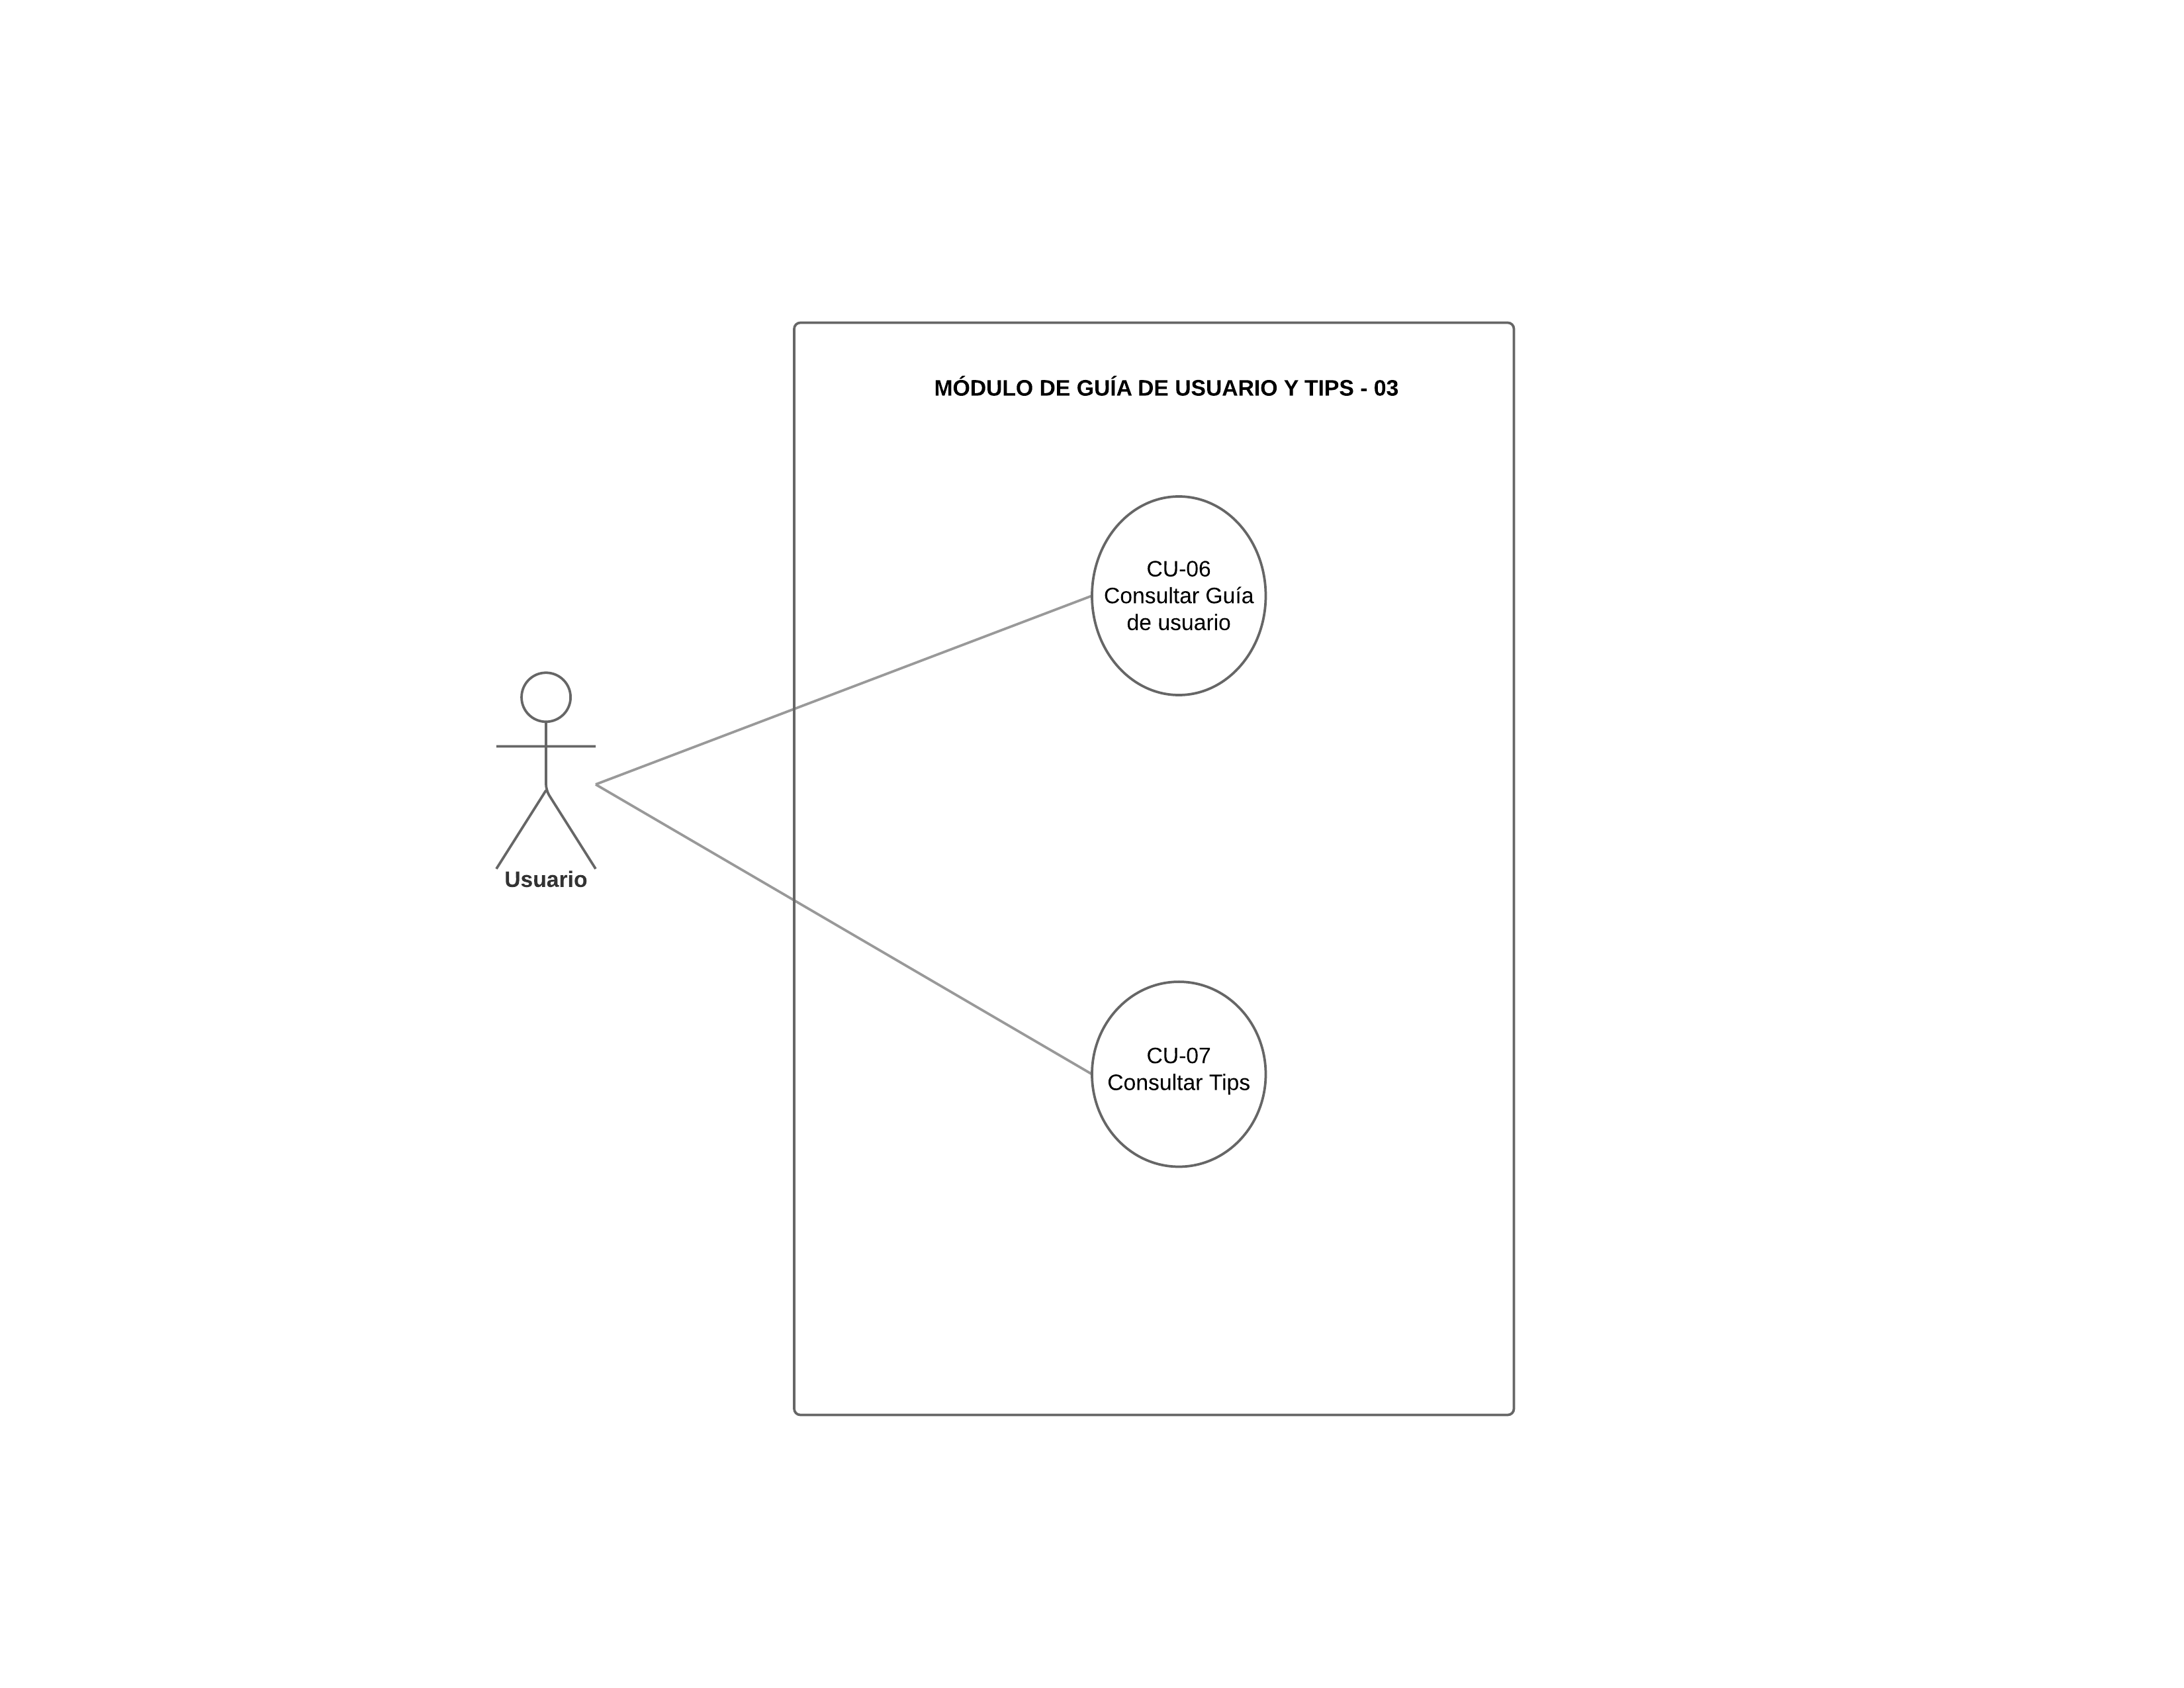 MÓDULO DE GUÍA DE USUARIO Y TIPS - 03
CU-06
Consultar Guía
de usuario
Usuario
CU-07
Consultar Tips